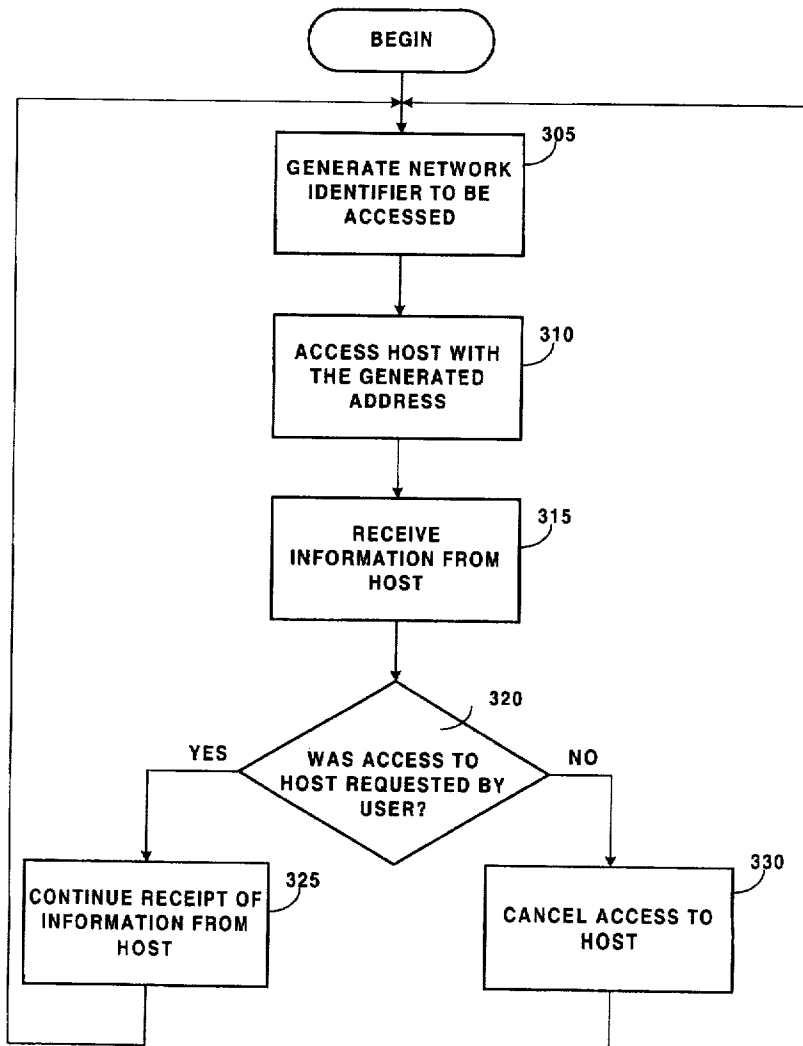 BEGIN
305
GENERATE NETWORK
IDENTIFIER TO BE
ACCESSED
310
ACCESS HOST WITH
THE GENERATED
ADDRESS
315
RECEIVE
INFORMATION FROM
HOST
320
YES
WAS ACCESS TO
HOST REQUESTED BY
USER?
NO
325
CONTINUE RECEIPT OF
INFORMATION FROM
HOST
330
CANCEL ACCESS TO
HOST